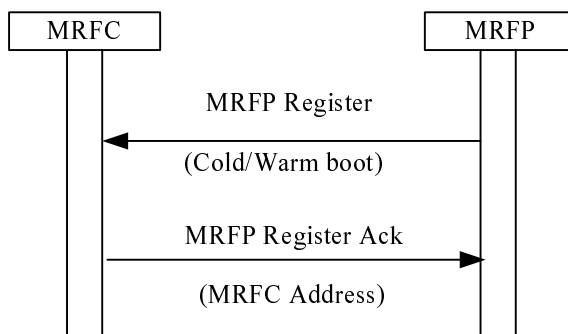 MRFC
MRFP
MRFP Register
(Cold/Warm boot)
MRFP Register Ack
(MRFC Address)